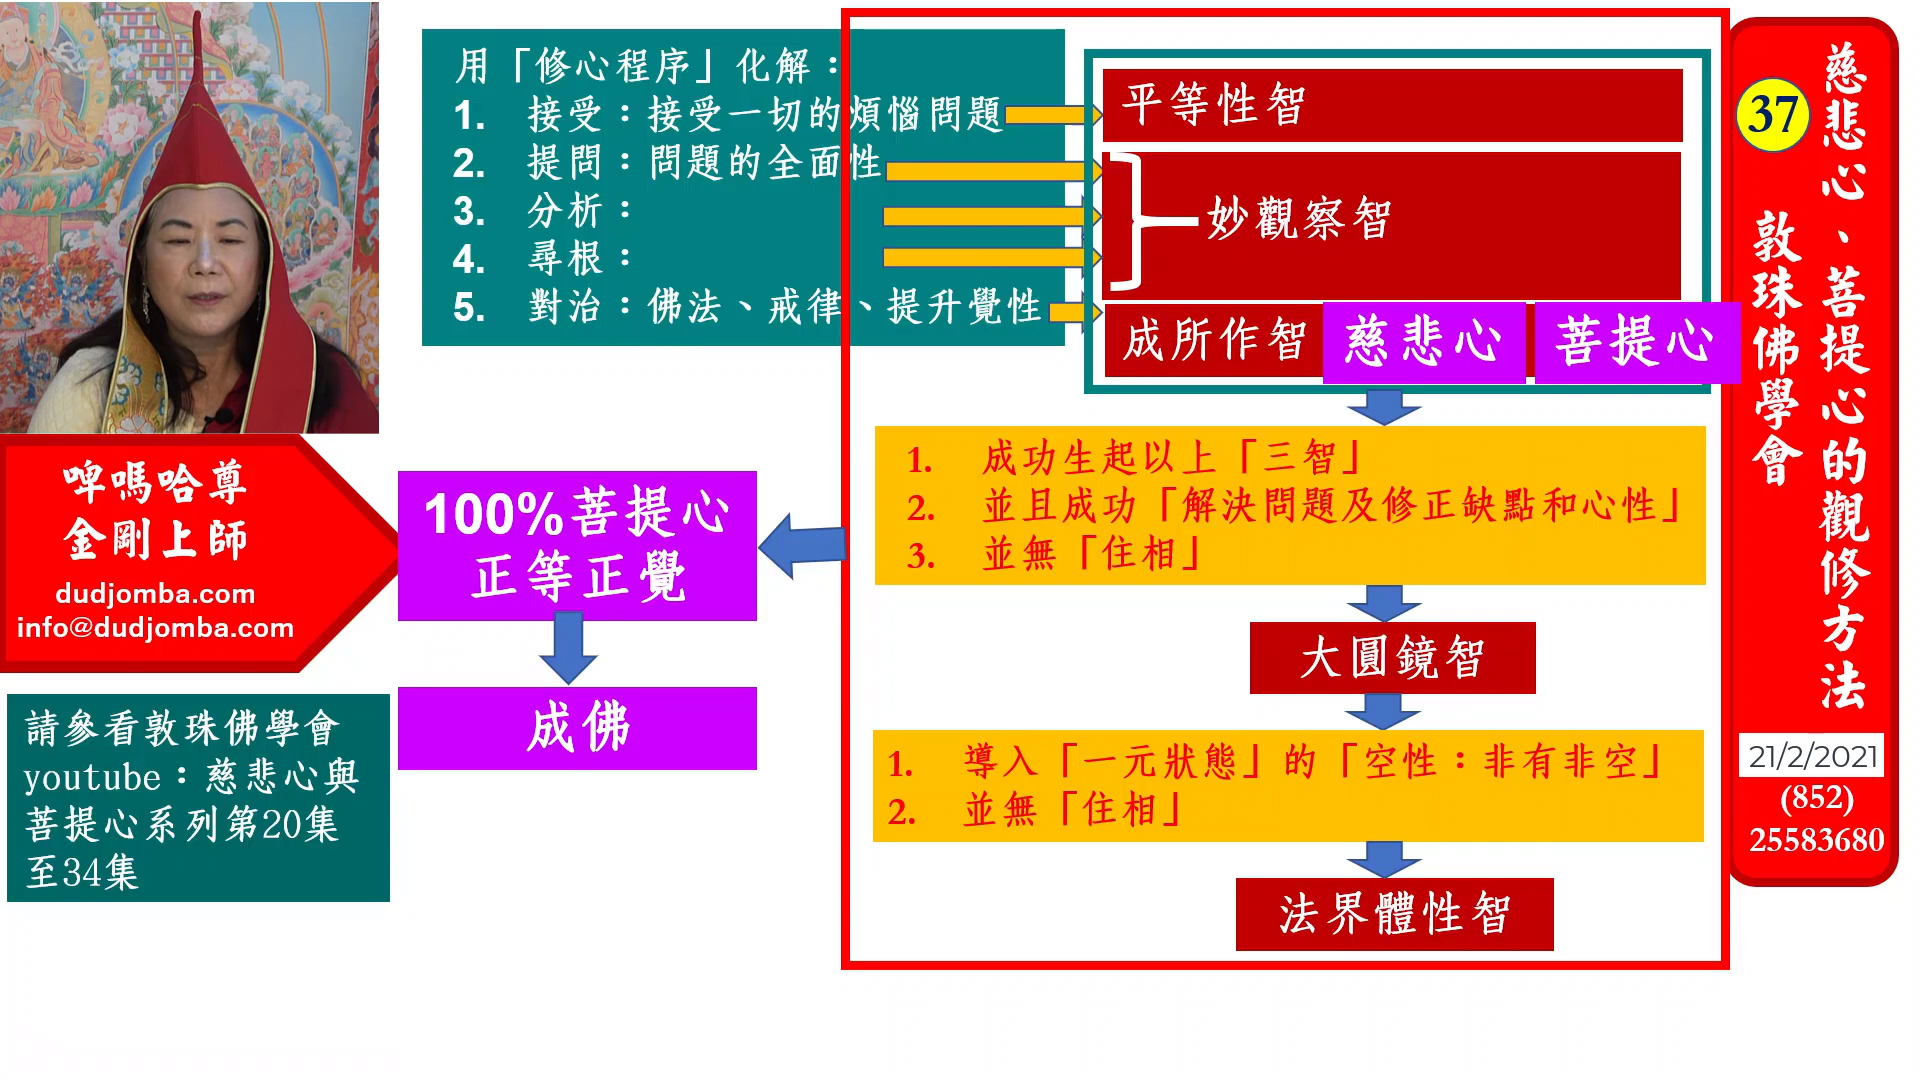 用「修心程序」化解：
1. 接受：接受一切的煩惱問題
2. 提問：問題的全面性
3. 分析：
4. 尋根：
5. 對治：佛法、戒律、提升覺性
平等性智
妙觀察智
成所作智
慈悲心
菩提心
1. 成功生起以上「三智」
2. 並且成功「解決問題及修正缺點和心性」
3. 並無「住相」
大圓鏡智
1. 導入「一元狀態」的「空性：非有非空」
2. 並無「住相」
法界體性智
100%菩提心
正等正覺
成佛
啤嗎哈尊
金剛上師
dudjomba.com
info@dudjomba.com
請參看敦珠佛學會
youtube：慈悲心與
菩提心系列第20集
至34集
慈悲心、菩提心的觀修方法
37
敦珠佛學會
21/2/2021
(852)
25583680